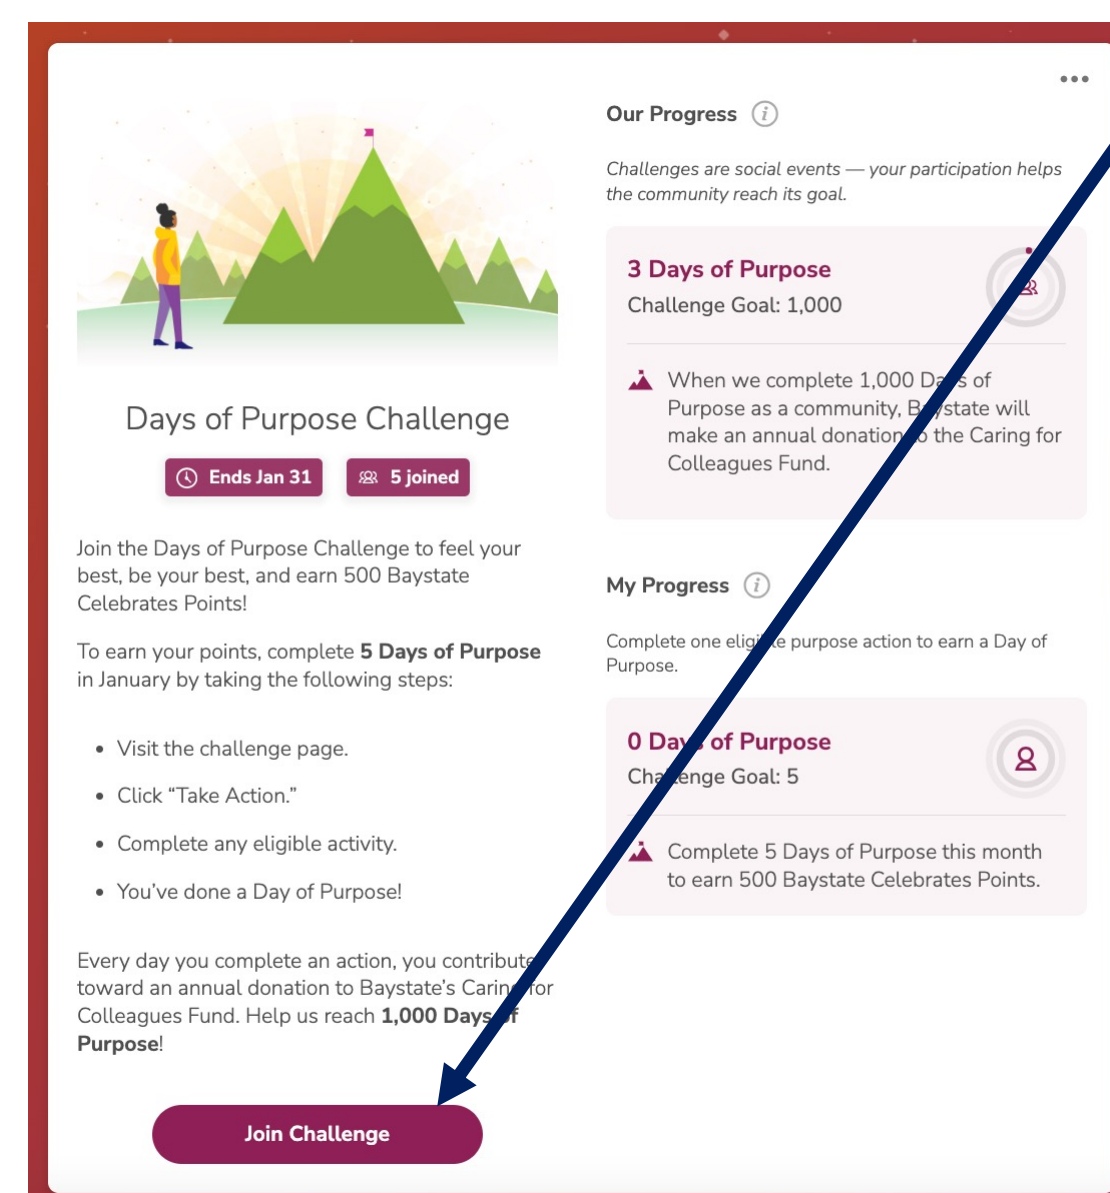 Days of Purpose Challenge
Ends Jan 31
5 joined
Join the Days of Purpose Challenge to feel your
best, be your best, and earn 500 Baystate
Celebrates Points!
To earn your points, complete 5 Days of Purpose
in January by taking the following steps:
• Visit the challenge page.
• Click “Take Action.”
• Complete any eligible activity.
• You’ve done a Day of Purpose!
Every day you complete an action, you contribute
toward an annual donation to Baystate’s Caring for
Colleagues Fund. Help us reach 1,000 Days of
Purpose!
Join Challenge
Our Progress
Challenges are social events — your participation helps
the community reach its goal.
3 Days of Purpose
Challenge Goal: 1,000
When we complete 1,000 Days of
Purpose as a community, Baystate will
make an annual donation to the Caring for
Colleagues Fund.
My Progress
Complete one eligible purpose action to earn a Day of
Purpose.
0 Days of Purpose
Challenge Goal: 5
Complete 5 Days of Purpose this month
to earn 500 Baystate Celebrates Points.